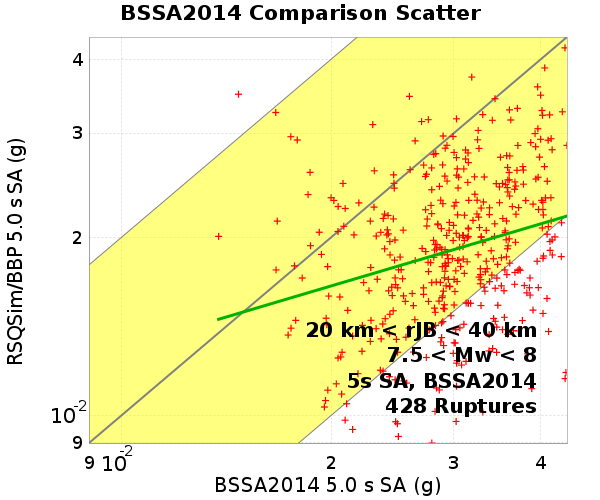 BSSA2014 Comparison Scatter
RSQSim/BBP 5.0 s SA (g)
4
3
2
10⁻²
9
20 km < rJB < 40 km
7.5 < Mw < 8
5s SA, BSSA2014
428 Ruptures
9 10⁻² 2 3 4
BSSA2014 5.0 s SA (g)